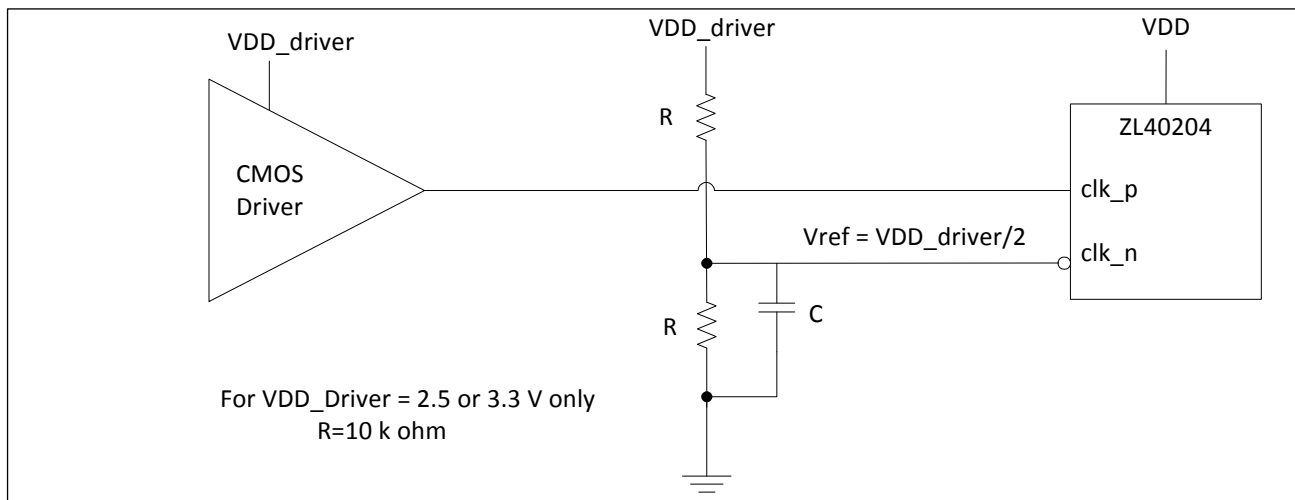 VDD_driver
VDD_driver
VDD
R
ZL40204
CMOS
Driver
clk_p
Vref = VDD_driver/2
clk_n
R
C
For VDD_Driver = 2.5 or 3.3 V only
R=10 k ohm